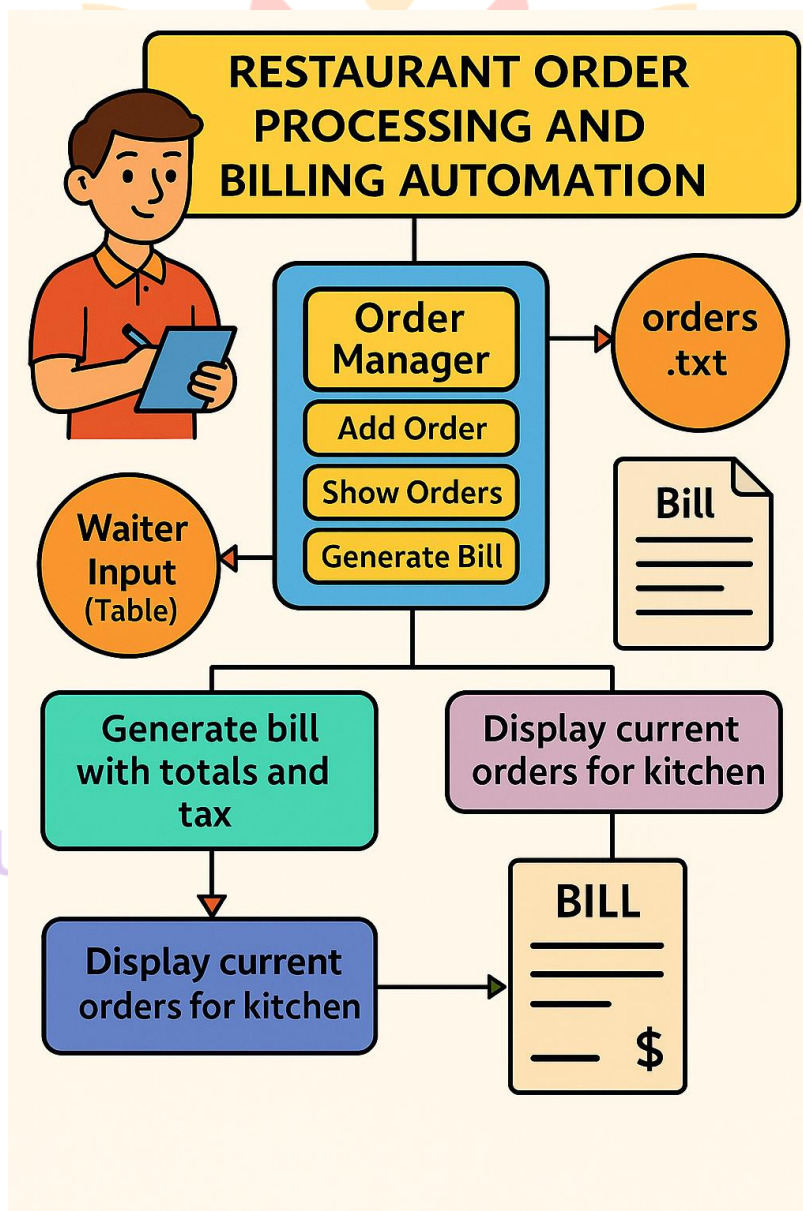 RESTAURANT ORDER
PROCESSING AND
BILLING AUTOMATION
Order
Manager
Add Order
Show Orders
Generate Bill
orders
.txt
Waiter
Input
(Table)
Bill
Generate bill
with totals and
tax
Display current
orders for kitchen
Display current
orders for kitchen
BILL
$